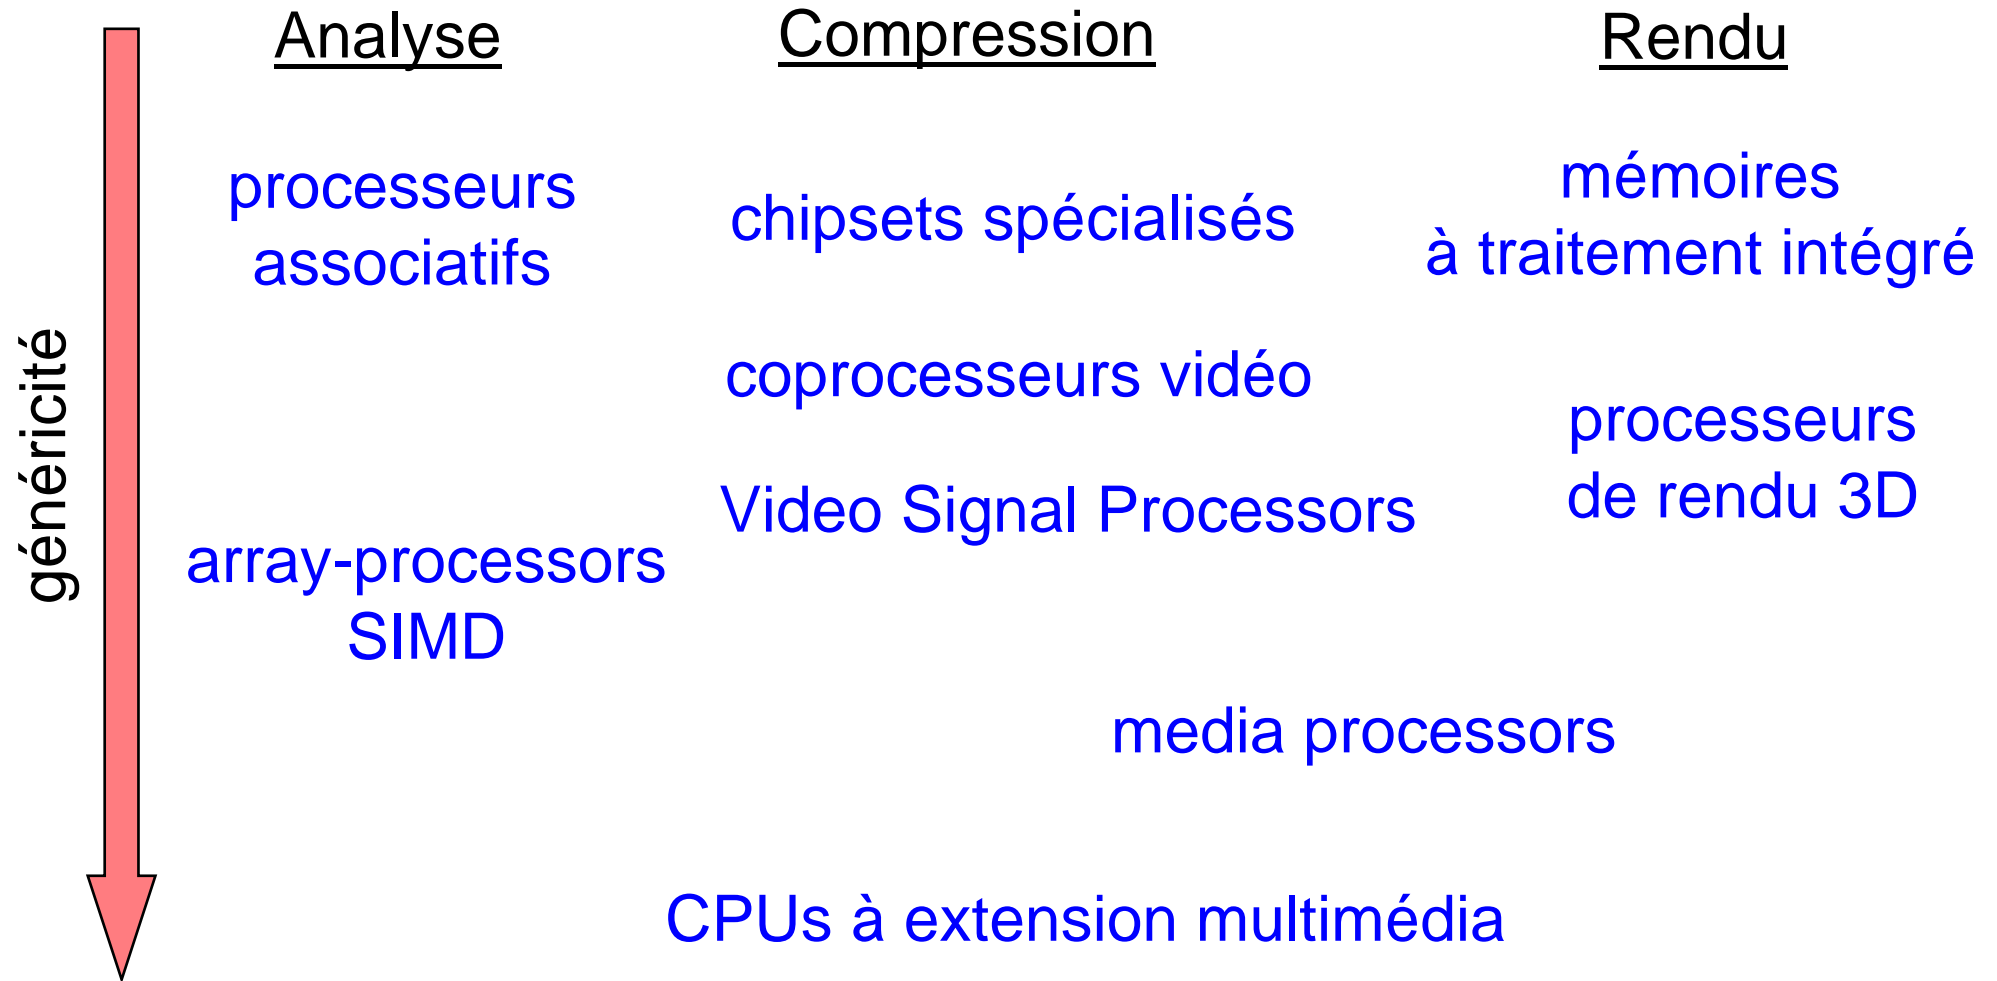 Analyse
Compression
Rendu
généricité
processeurs
associatifs
chipsets spécialisés
mémoires
à traitement intégré
coprocesseurs vidéo
processeurs
de rendu 3D
Video Signal Processors
array-processors
SIMD
media processors
CPUs à extension multimédia